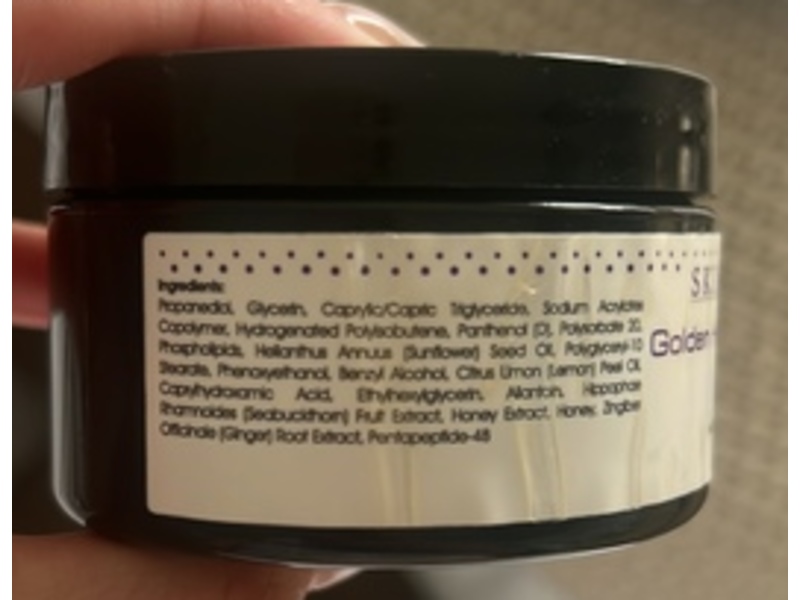 Ingredients:
Propanediol, Glycerin, Caprylic/Capric Triglyceride, Sodium Acrylates
Copolymer, Hydrogenated Polyisobutene, Panthenol (D), Polysorbate 20,
Phospholipids, Helianthus Annuus (Sunflower) Seed Oil, Polyglyceryl-10
Stearate, Phenoxyethanol, Benzyl Alcohol, Citrus Limon (Lemon) Peel Oil,
Caprylhydroxamic Acid, Ethylhexylglycerin, Allantoin, Hippophae
Rhamnoides (Seabuckthorn) Fruit Extract, Honey Extract, Honey, Zingiber
Officinale (Ginger) Root Extract, Pentapeptide-48
SK
Golden